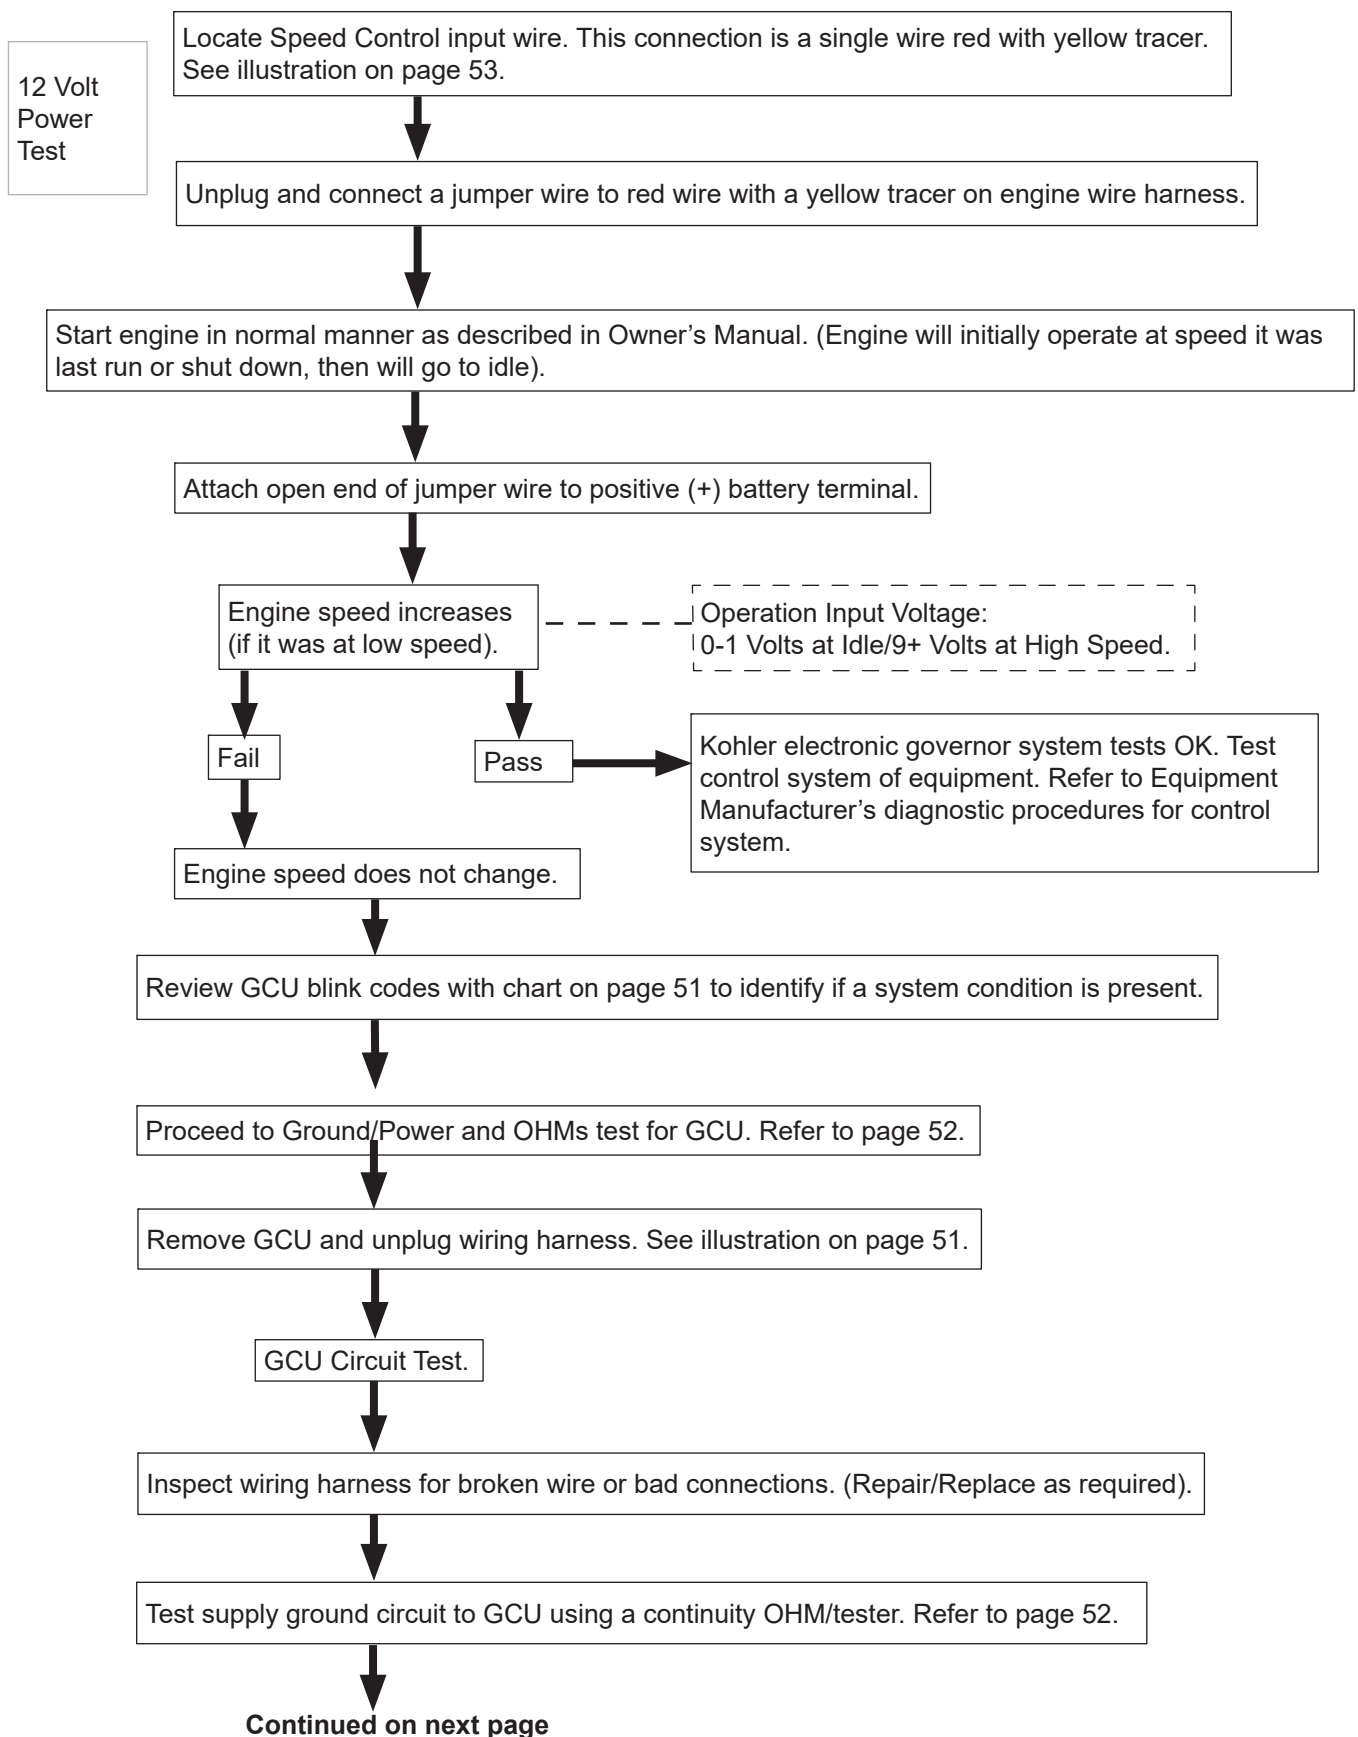 12 Volt
Power
Test
Locate Speed Control input wire. This connection is a single wire red with yellow tracer.
See illustration on page 53.
Unplug and connect a jumper wire to red wire with a yellow tracer on engine wire harness.
Start engine in normal manner as described in Owner’s Manual. (Engine will initially operate at speed it was
last run or shut down, then will go to idle).
Attach open end of jumper wire to positive (+) battery terminal.
Engine speed increases
(if it was at low speed).
Operation Input Voltage:
0-1 Volts at Idle/9+ Volts at High Speed.
Fail
Pass
Kohler electronic governor system tests OK. Test
control system of equipment. Refer to Equipment
Manufacturer’s diagnostic procedures for control
system.
Engine speed does not change.
Review GCU blink codes with chart on page 51 to identify if a system condition is present.
Proceed to Ground/Power and OHMs test for GCU. Refer to page 52.
Remove GCU and unplug wiring harness. See illustration on page 51.
GCU Circuit Test.
Inspect wiring harness for broken wire or bad connections. (Repair/Replace as required).
Test supply ground circuit to GCU using a continuity OHM/tester. Refer to page 52.
Continued on next page